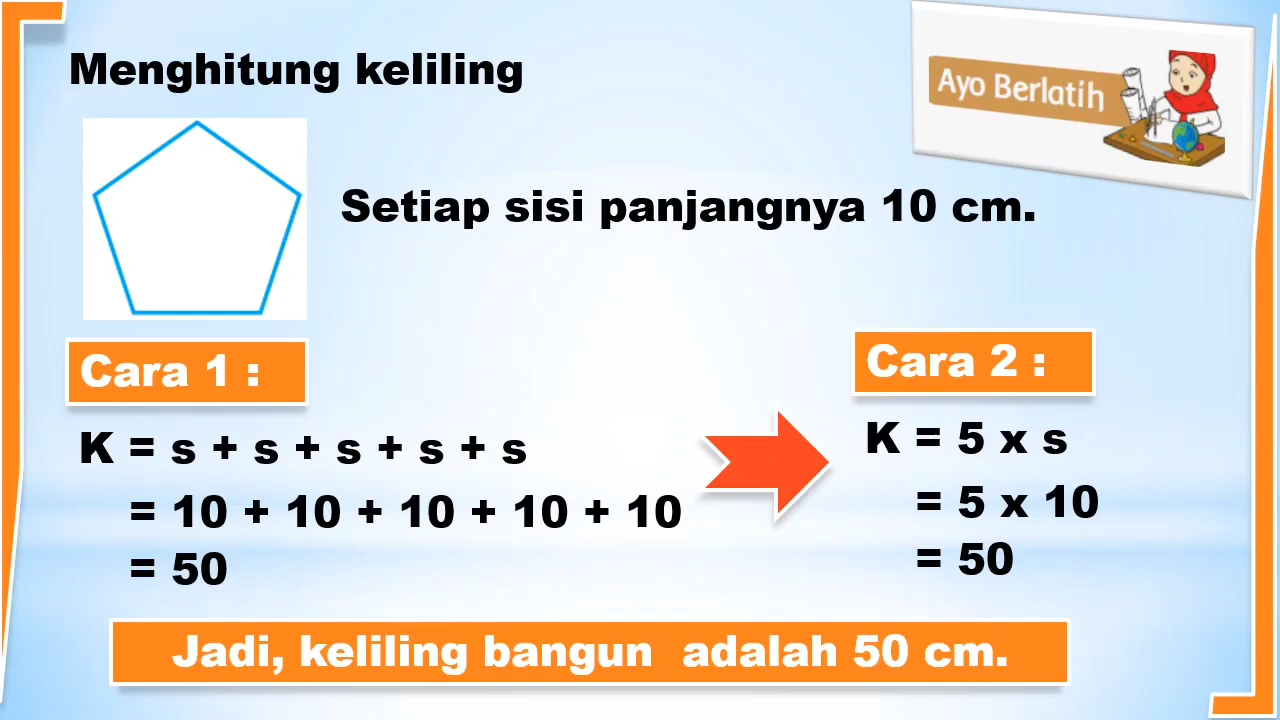 Menghitung keliling
Ayo Berlatih
Setiap sisi panjangnya 10 cm.
Cara 1 :
K = s + s + s + s + s
= 10 + 10 + 10 + 10 + 10
= 50
Cara 2 :
K = 5 x s
= 5 x 10
= 50
Jadi, keliling bangun  adalah 50 cm.